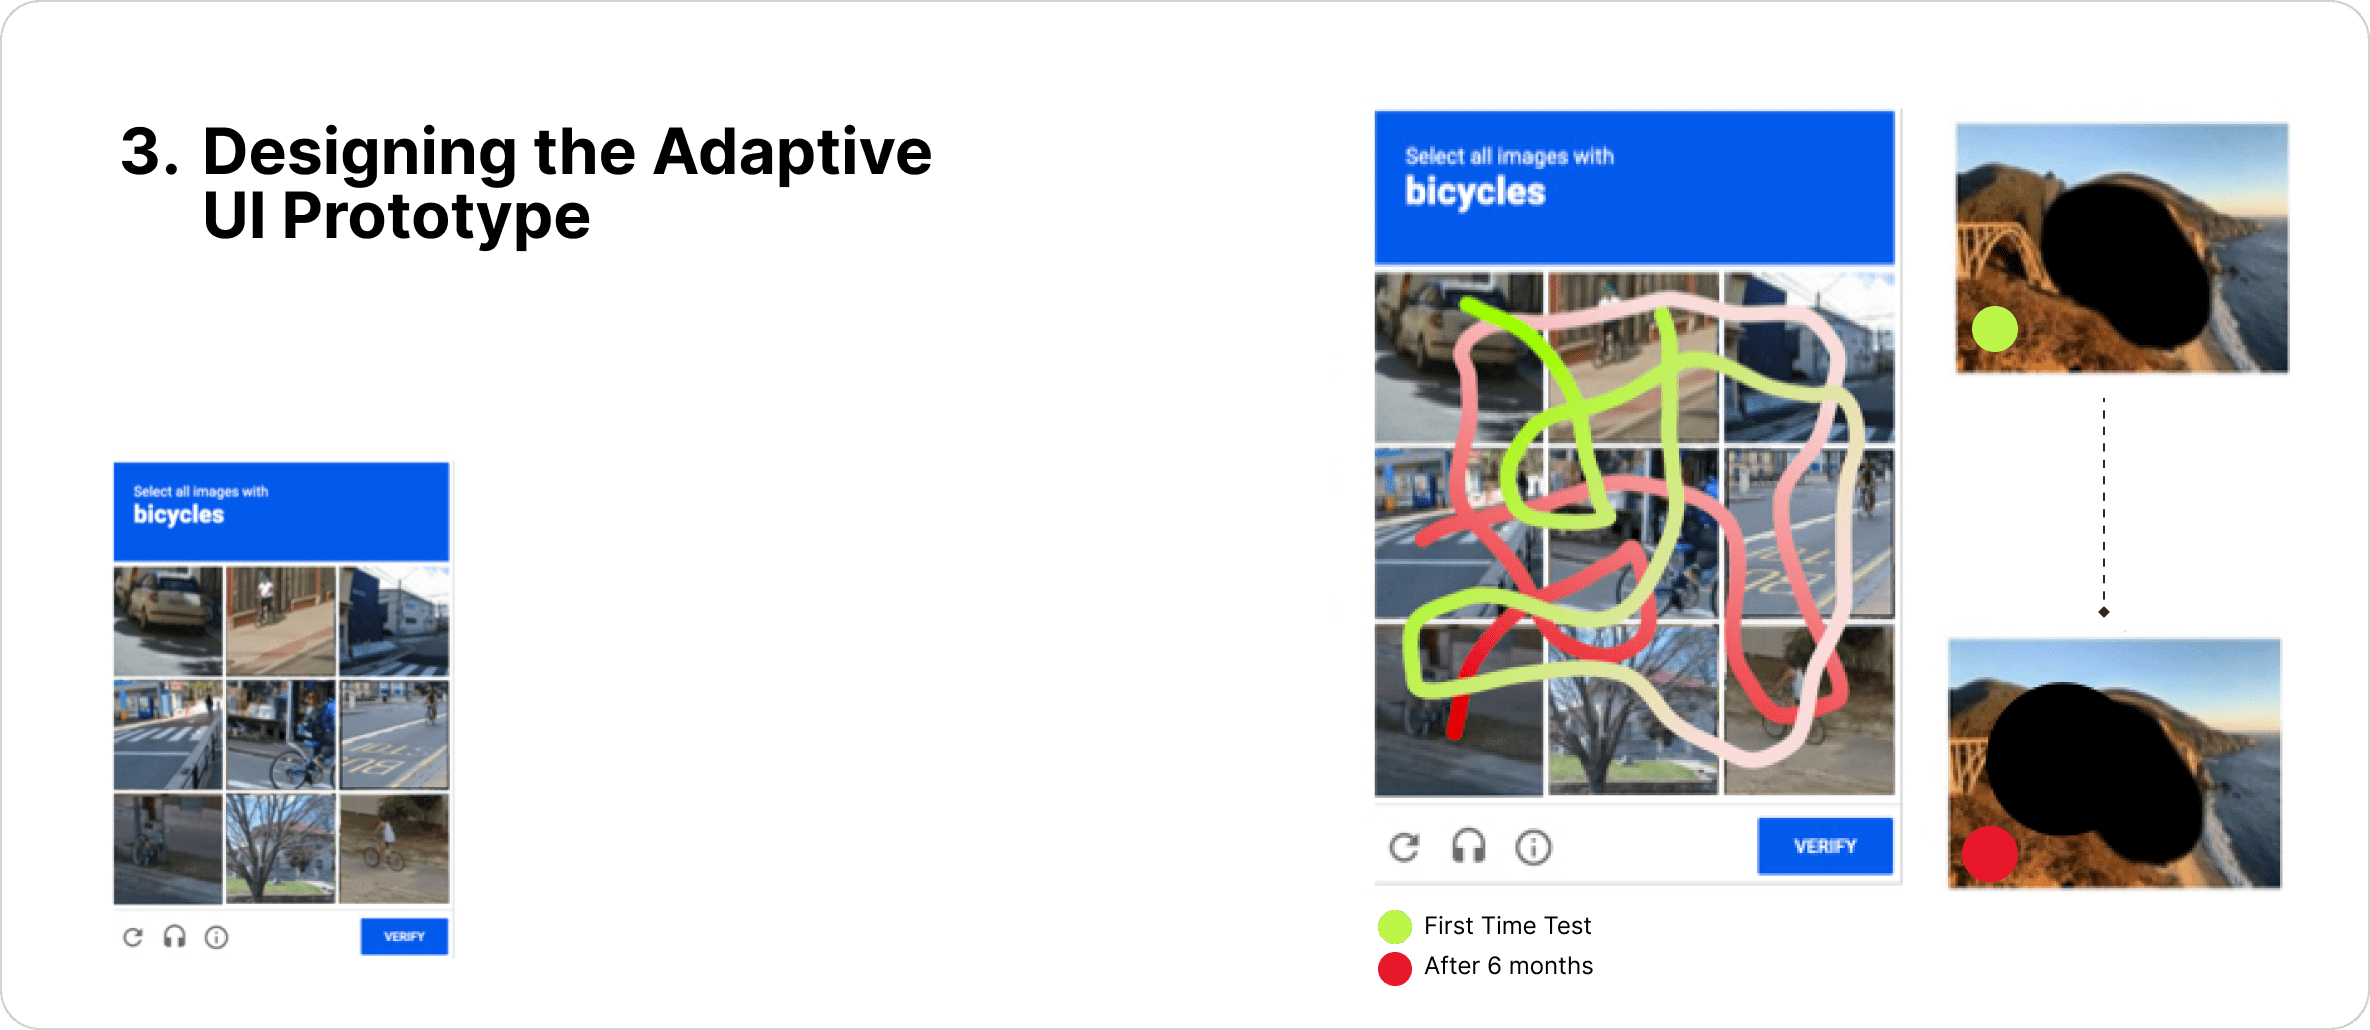 3. Designing the Adaptive
UI Prototype
Select all images with
bicycles
VERIFY
Select all images with
bicycles
VERIFY
First Time Test
After 6 months